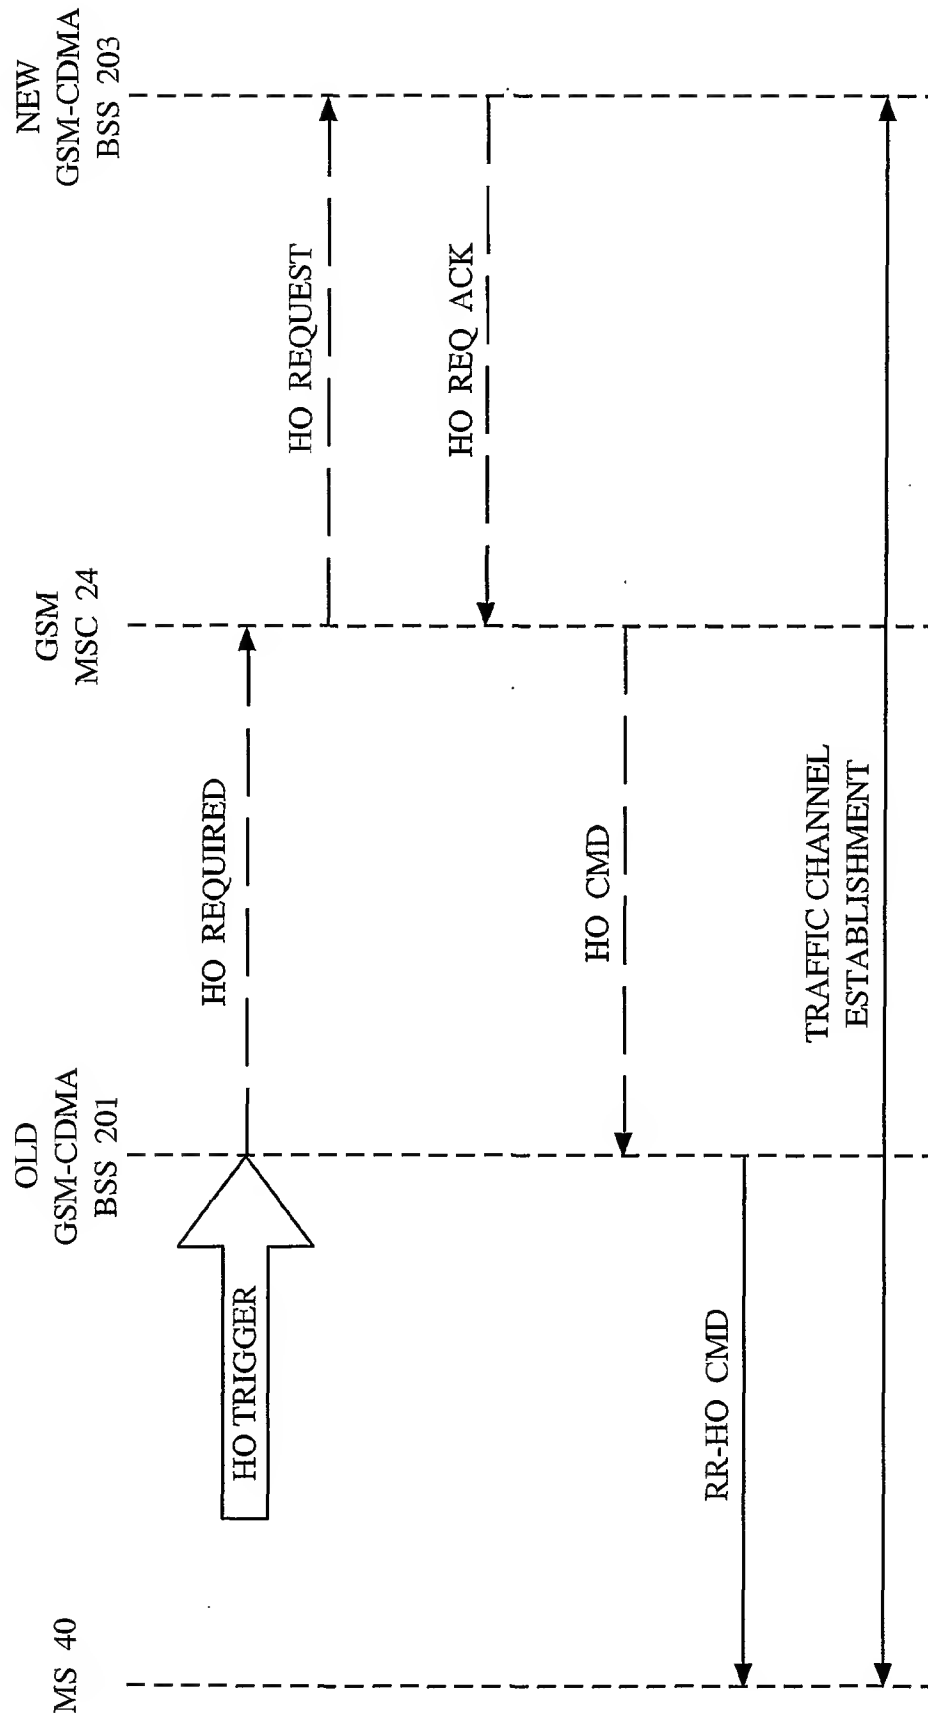 MS 40
OLD
GSM-CDMA
BSS 201
GSM
MSC 24
NEW
GSM-CDMA
BSS 203
HO TRIGGER
HO REQUIRED
HO REQUEST
HO REQ ACK
HO CMD
RR-HO CMD
TRAFFIC CHANNEL
ESTABLISHMENT